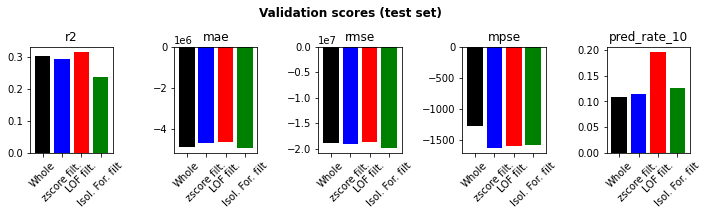 Validation scores (test set)
r2
0.3
0.2
0.1
0.0
Whole
zscore filt.
LOF filt.
Isol. For. filt
mae
1e6
0
−2
−4
Whole
zscore filt.
LOF filt.
Isol. For. filt
rmse
1e7
0.0
−0.5
−1.0
−1.5
−2.0
Whole
zscore filt.
LOF filt.
Isol. For. filt
mpse
0
−500
−1000
−1500
Whole
zscore filt.
LOF filt.
Isol. For. filt
pred_rate_10
0.20
0.15
0.10
0.05
0.00
Whole
zscore filt.
LOF filt.
Isol. For. filt